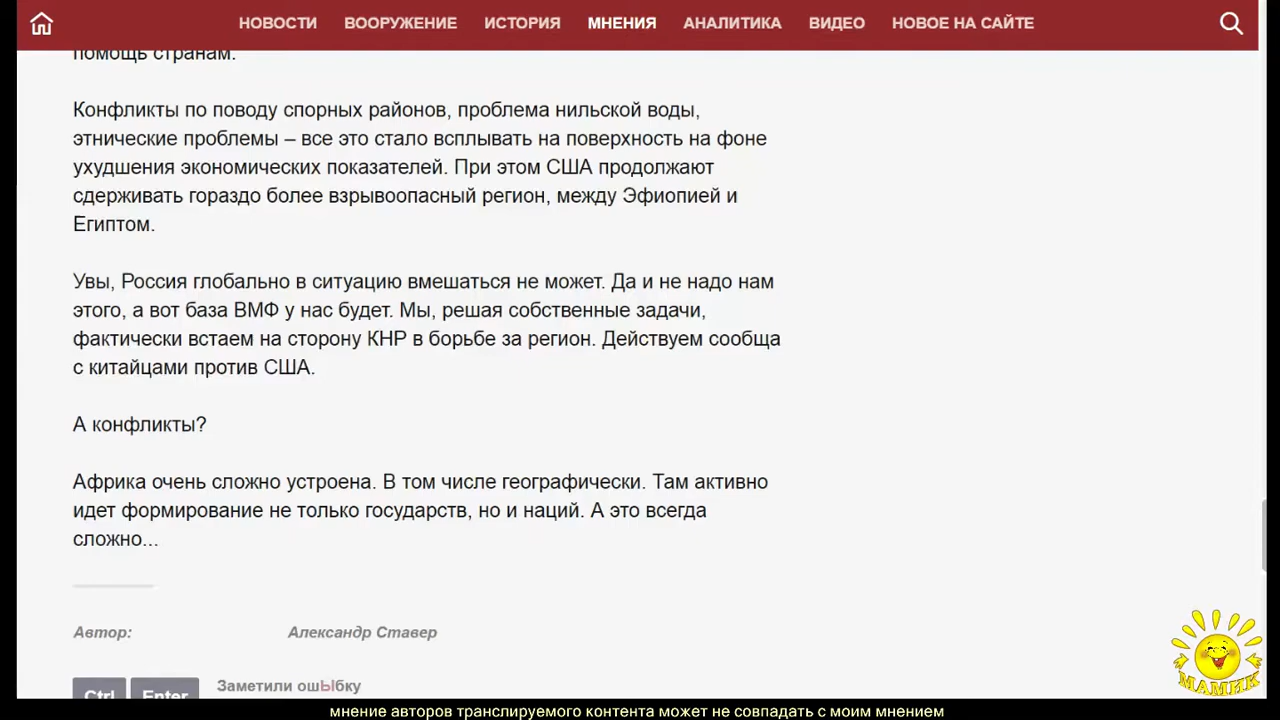 НОВОСТИ ВООРУЖЕНИЕ ИСТОРИЯ МНЕНИЯ АНАЛИТИКА ВИДЕО НОВОЕ НА САЙТЕ
помощь странам.
Конфликты по поводу спорных районов, проблема нильской воды,
этнические проблемы – все это стало всплывать на поверхность на фоне
ухудшения экономических показателей. При этом США продолжают
сдерживать гораздо более взрывоопасный регион, между Эфиопией и
Египтом.
Увы, Россия глобально в ситуацию вмешаться не может. Да и не надо нам
этого, а вот база ВМФ у нас будет. Мы, решая собственные задачи,
фактически встаем на сторону КНР в борьбе за регион. Действуем сообща
с китайцами против США.
А конфликты?
Африка очень сложно устроена. В том числе географически. Там активно
идет формирование не только государств, но и наций. А это всегда
сложно...
Автор: Александр Ставер
Ctrl Enter Заметили ошЫбку
МАМИК
мнение авторов транслируемого контента может не совпадать с моим мнением